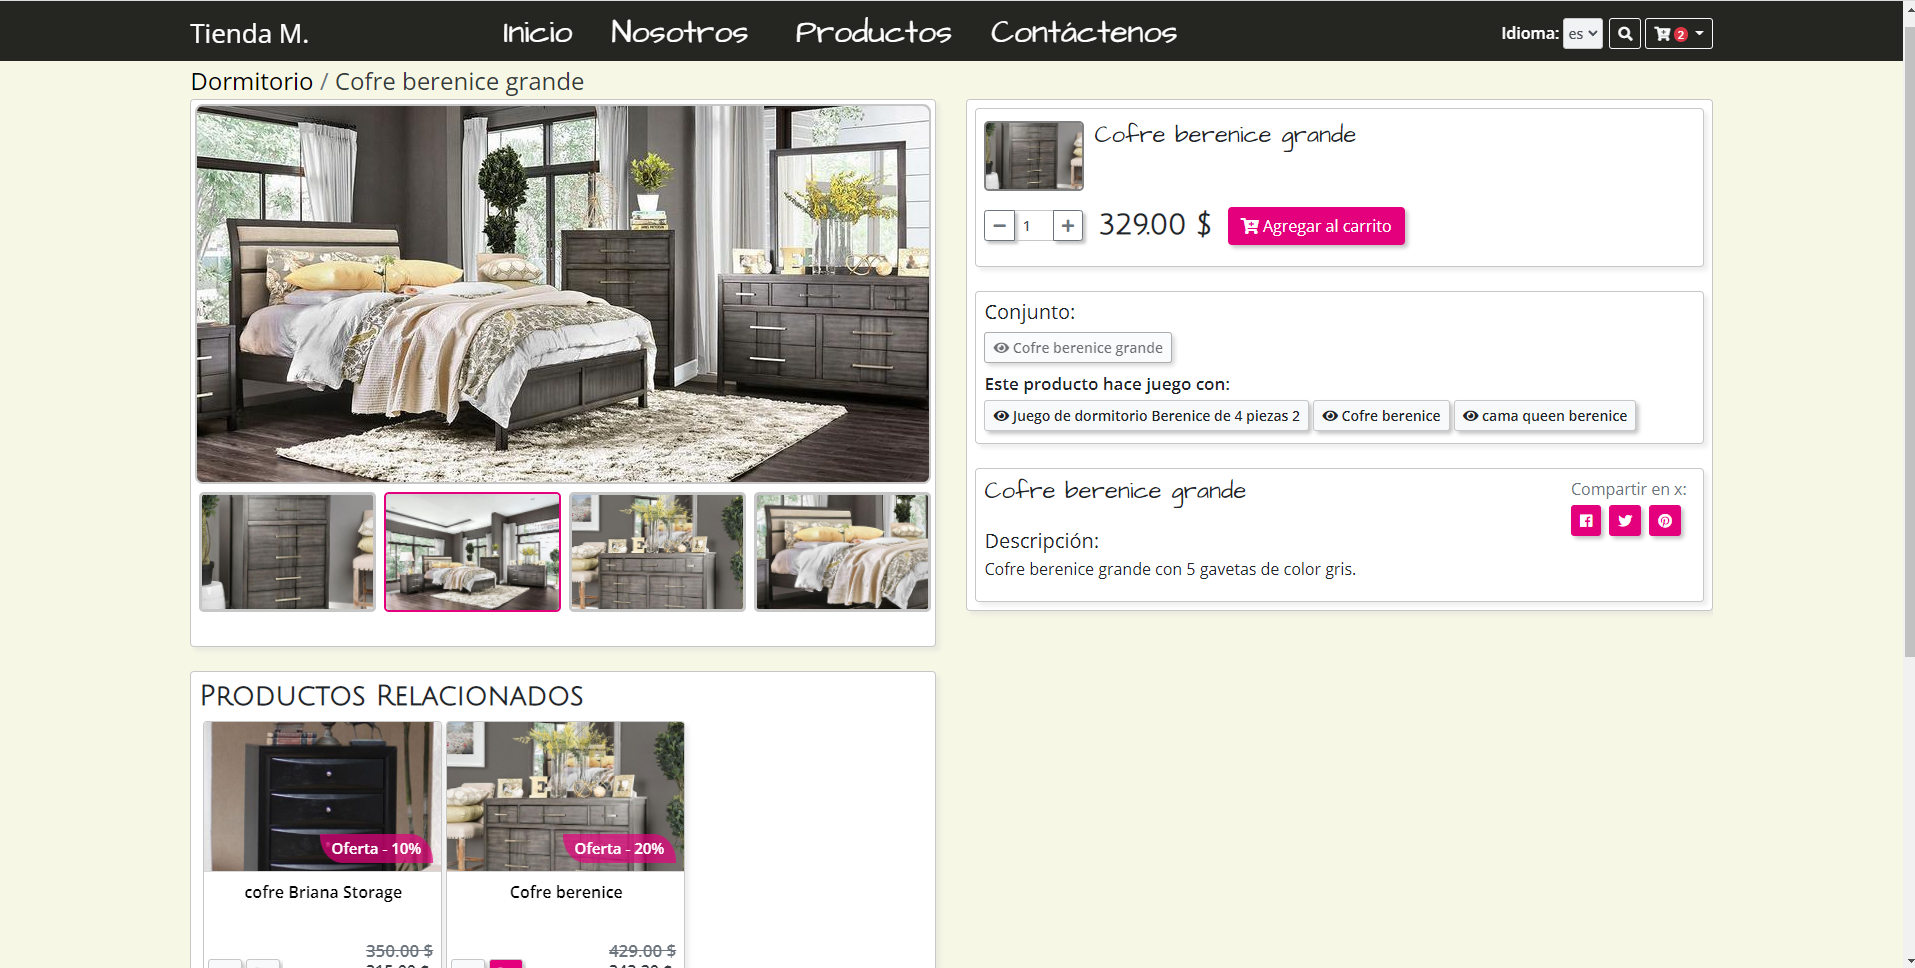 Tienda M.
Inicio
Nosotros
Productos
Contáctenos
Idioma:
es
2
Dormitorio / Cofre berenice grande
Cofre berenice grande
1
329.00 $
Agregar al carrito
Conjunto:
Cofre berenice grande
Este producto hace juego con:
Juego de dormitorio Berenice de 4 piezas 2
Cofre berenice
cama queen berenice
Cofre berenice grande
Compartir en x:
Descripción:
Cofre berenice grande con 5 gavetas de color gris.
Productos Relacionados
Oferta - 10%
Oferta - 20%
cofre Briana Storage
Cofre berenice
350.00 $
429.00 $